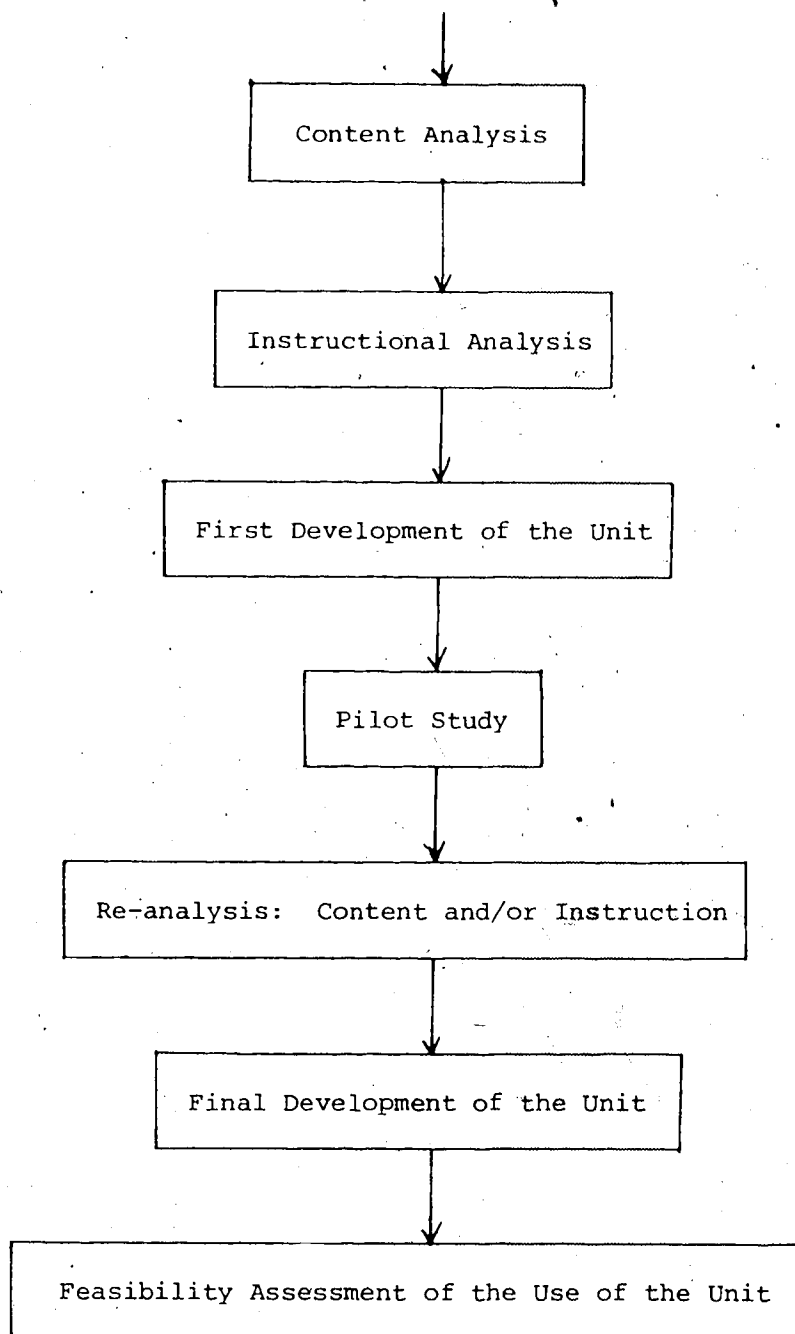 Content Analysis
Instructional Analysis
First Development of the Unit
Pilot Study
Re-analysis: Content and/or Instruction
Final Development of the Unit
Feasibility Assessment of the Use of the Unit